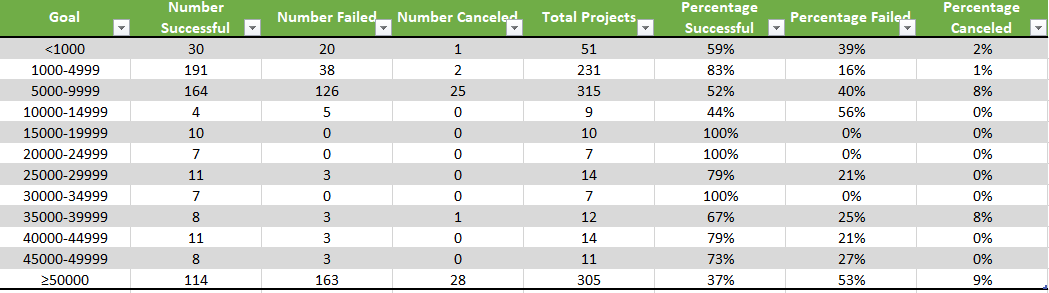 Goal Number Successful Number Failed Number Canceled Total Projects Percentage Successful Percentage Failed Percentage Canceled
<1000 30 20 1 51 59% 39% 2%
1000-4999 191 38 2 231 83% 16% 1%
5000-9999 164 126 25 315 52% 40% 8%
10000-14999 4 5 0 9 44% 56% 0%
15000-19999 10 0 0 10 100% 0% 0%
20000-24999 7 0 0 7 100% 0% 0%
25000-29999 11 3 0 14 79% 21% 0%
30000-34999 7 0 0 7 100% 0% 0%
35000-39999 8 3 1 12 67% 25% 8%
40000-44999 11 3 0 14 79% 21% 0%
45000-49999 8 3 0 11 73% 27% 0%
≥50000 114 163 28 305 37% 53% 9%